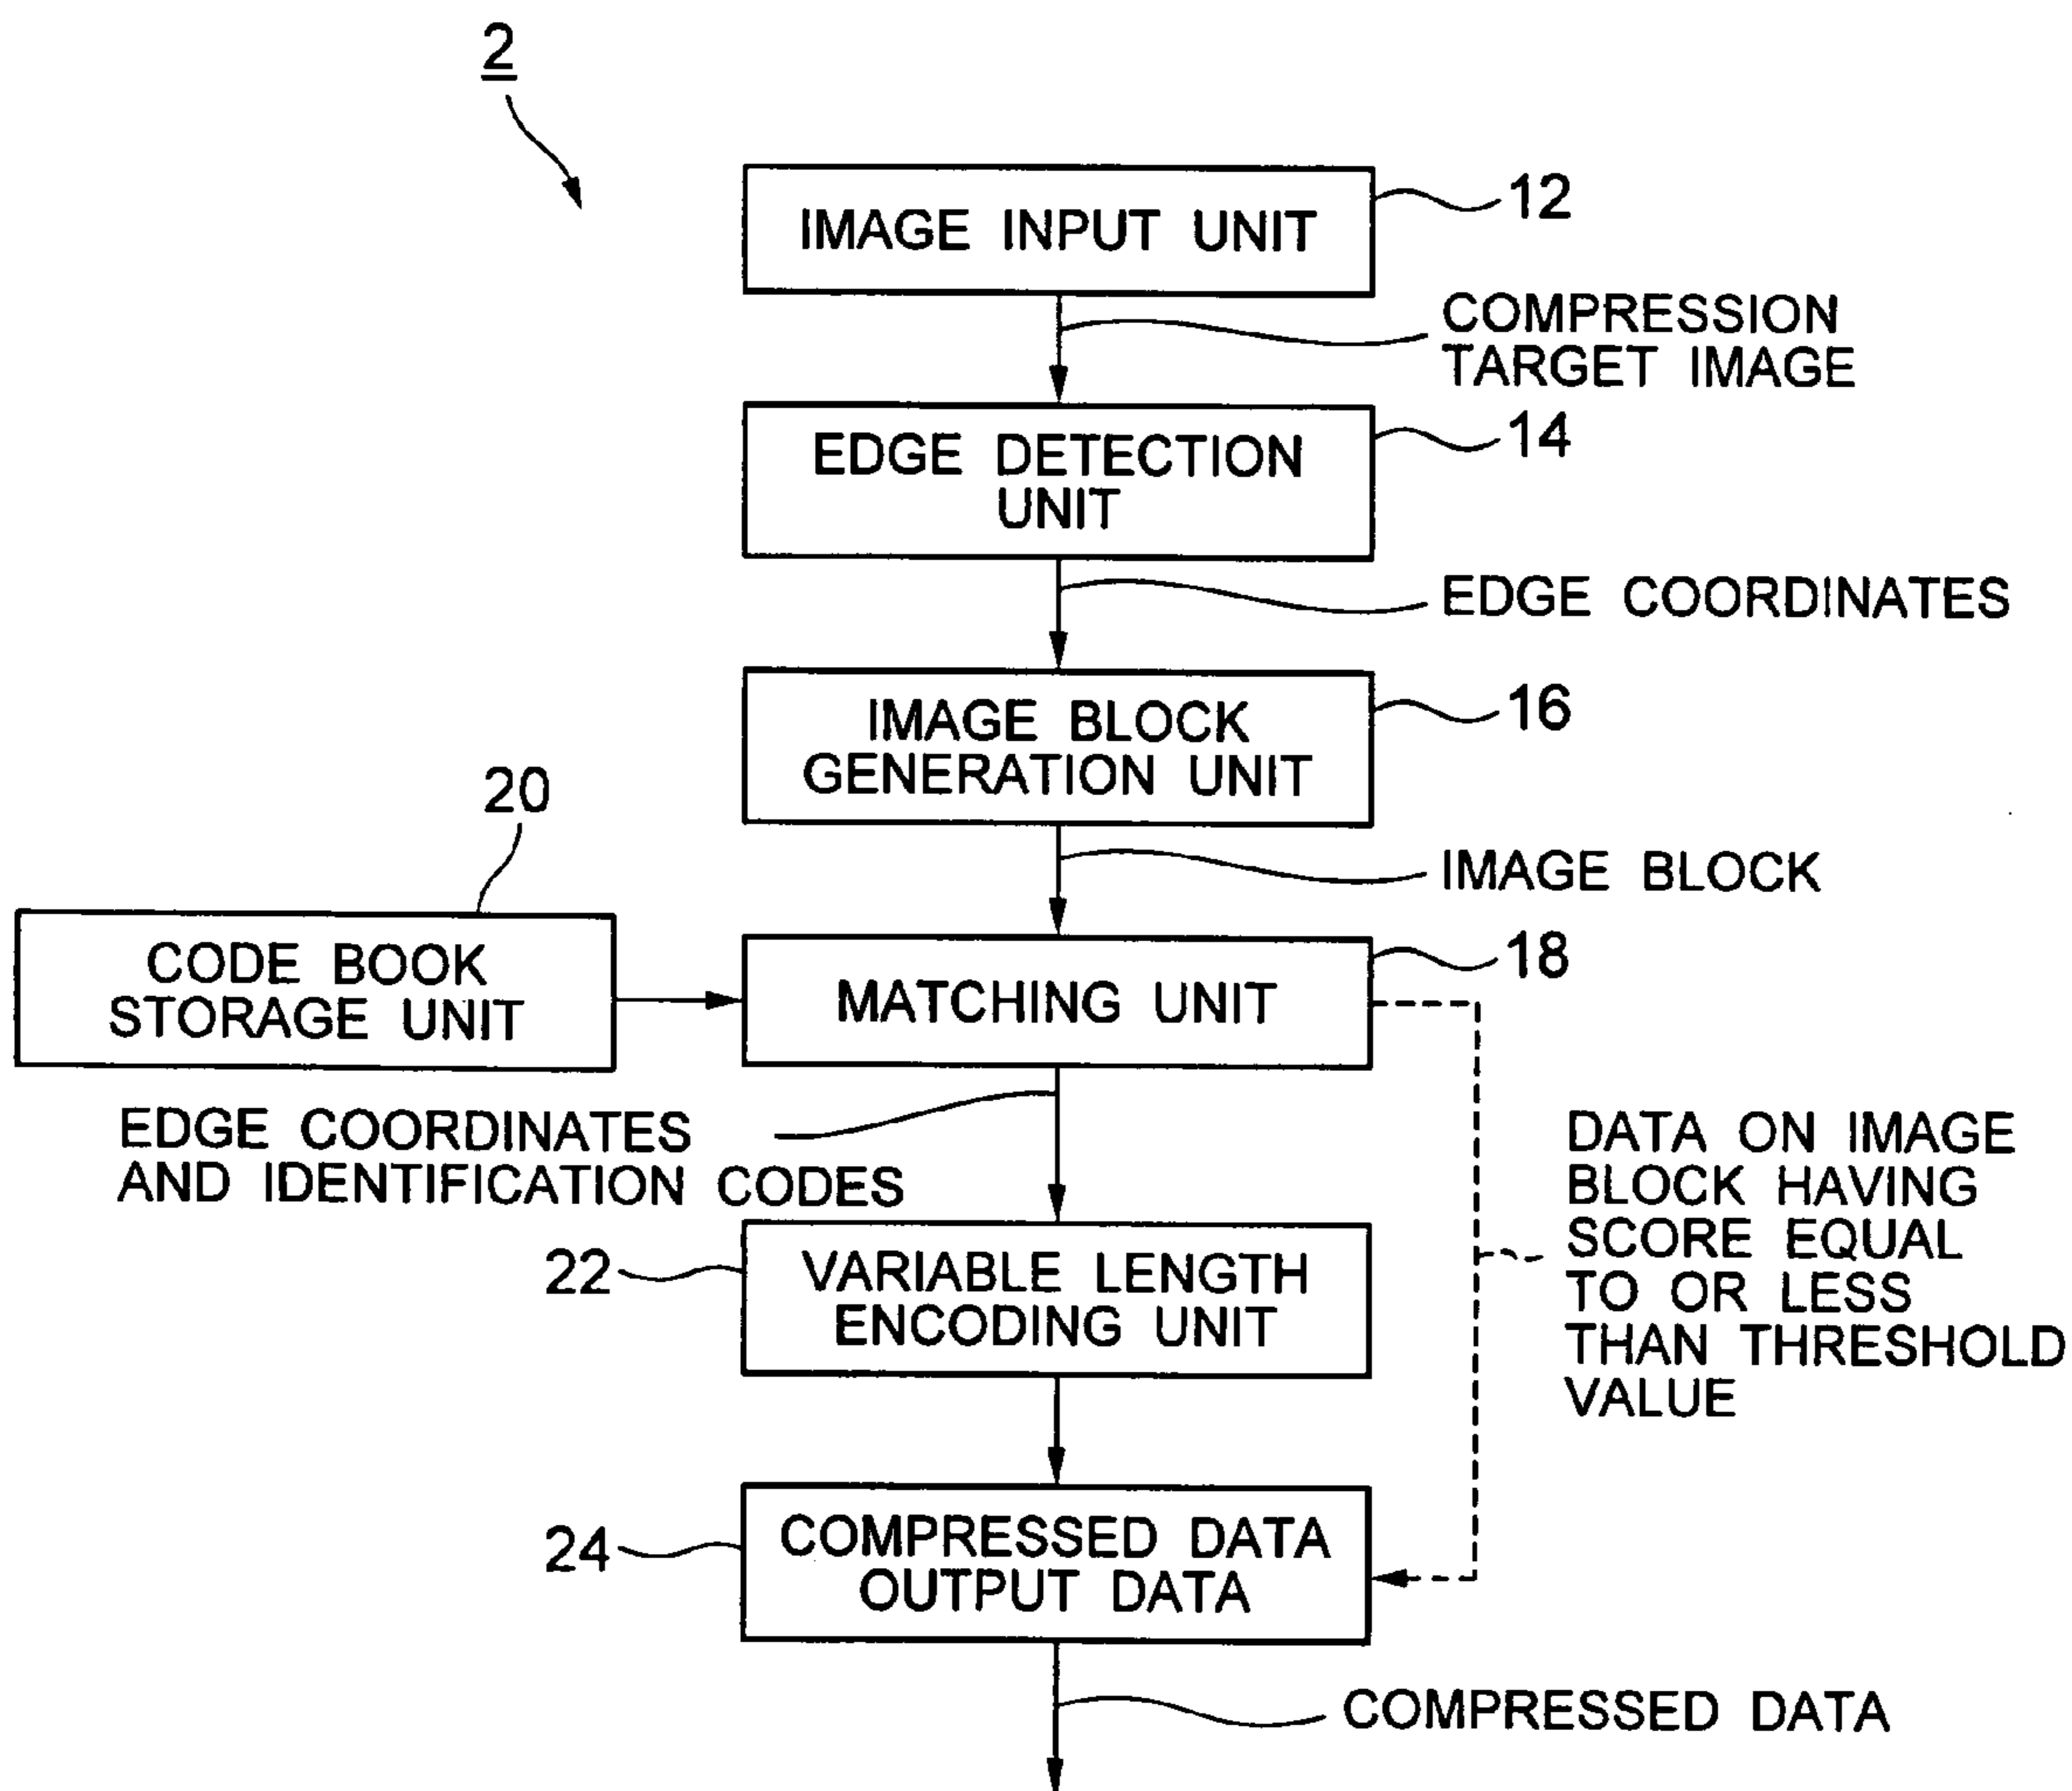 2
IMAGE INPUT UNIT
12
COMPRESSION
TARGET IMAGE
EDGE DETECTION
UNIT
14
EDGE COORDINATES
IMAGE BLOCK
GENERATION UNIT
16
IMAGE BLOCK
20
CODE BOOK
STORAGE UNIT
MATCHING UNIT
18
EDGE COORDINATES
AND IDENTIFICATION CODES
DATA ON IMAGE
BLOCK HAVING
SCORE EQUAL
TO OR LESS
THAN THRESHOLD
VALUE
22
VARIABLE LENGTH
ENCODING UNIT
24
COMPRESSED DATA
OUTPUT DATA
COMPRESSED DATA